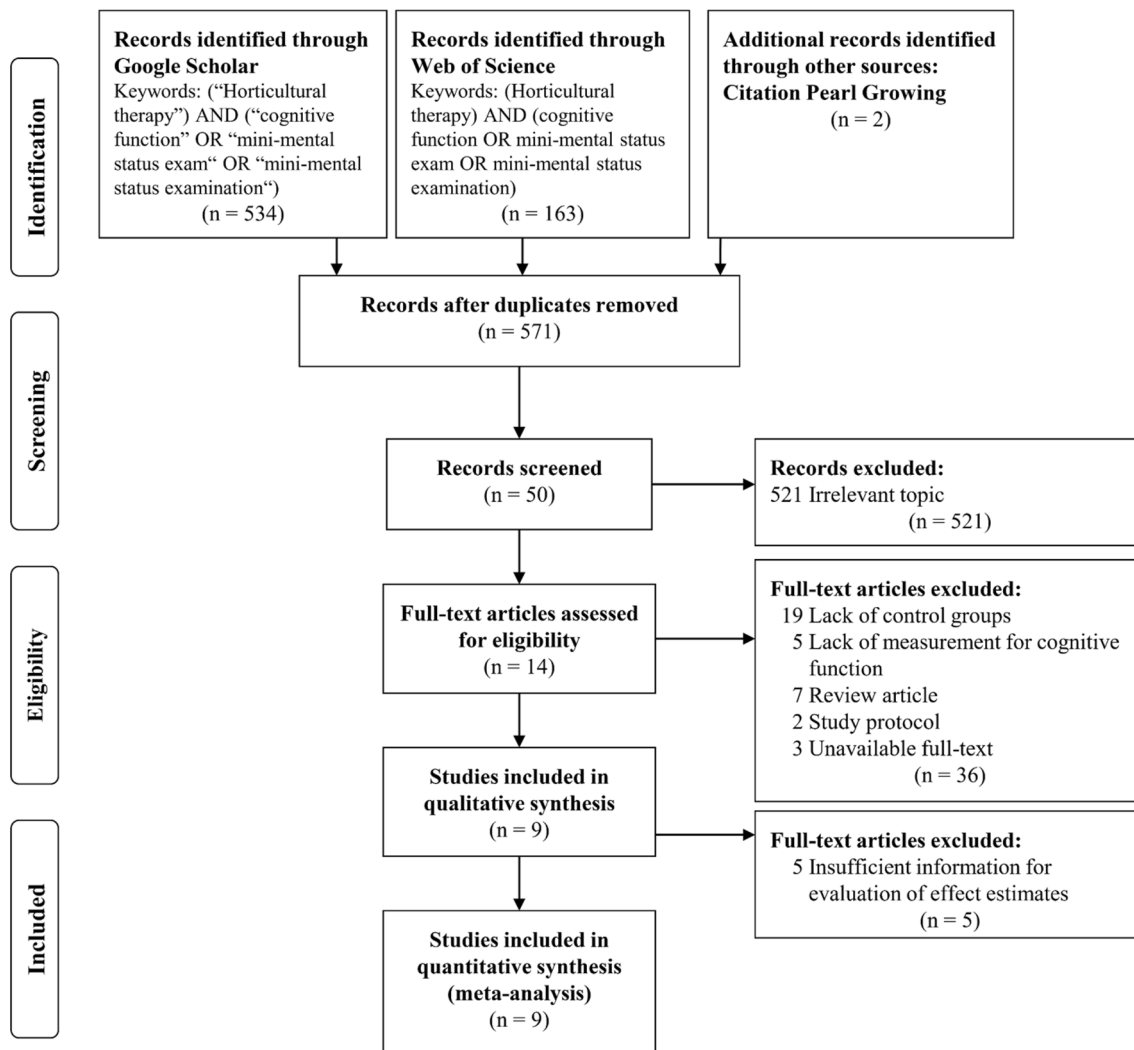 Identification
Records identified through
Google Scholar
Keywords: (“Horticultural
therapy”) AND (“cognitive
function” OR “mini-mental
status exam“ OR “mini-mental
status examination“)
(n = 534)
Records identified through
Web of Science
Keywords: (Horticultural
therapy) AND (cognitive
function OR mini-mental status
exam OR mini-mental status
examination)
(n = 163)
Additional records identified
through other sources:
Citation Pearl Growing
(n = 2)
Screening
Records after duplicates removed
(n = 571)
Records screened
(n = 50)
Records excluded:
521 Irrelevant topic
(n = 521)
Eligibility
Full-text articles assessed
for eligibility
(n = 14)
Full-text articles excluded:
19 Lack of control groups
5 Lack of measurement for cognitive
function
7 Review article
2 Study protocol
3 Unavailable full-text
(n = 36)
Studies included in
qualitative synthesis
(n = 9)
Included
Full-text articles excluded:
5 Insufficient information for
evaluation of effect estimates
(n = 5)
Studies included in
quantitative synthesis
(meta-analysis)
(n = 9)